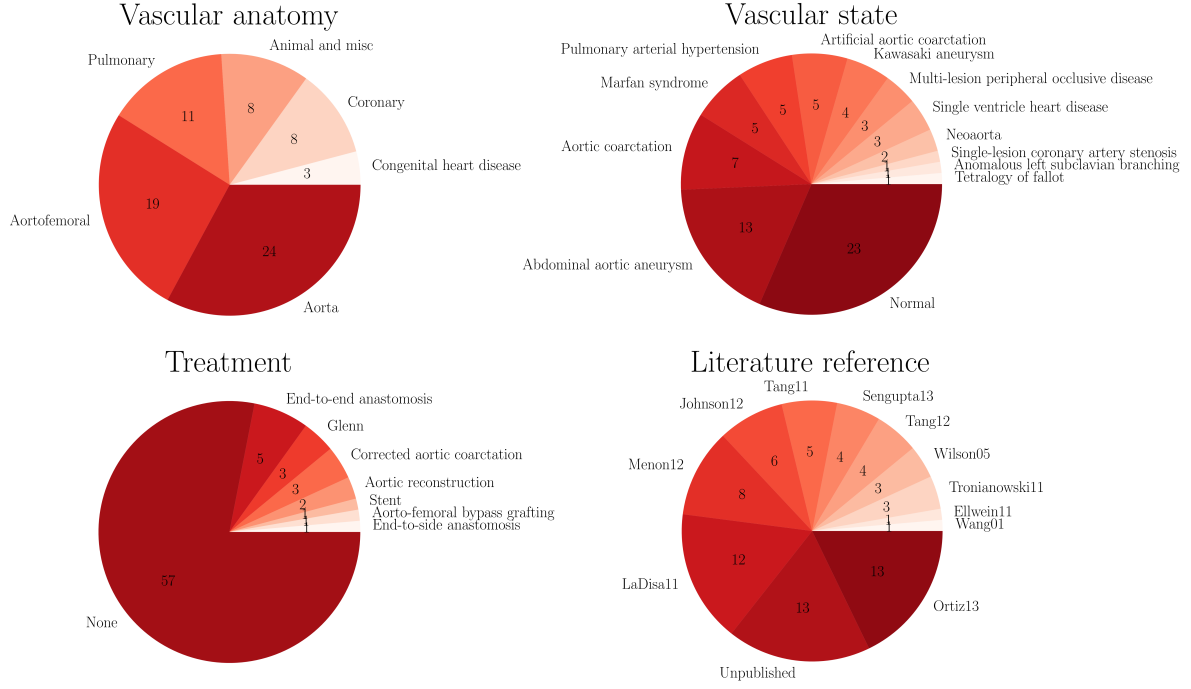 Vascular anatomy
Animal and misc
Pulmonary
Coronary
Congenital heart disease
Aortofemoral
Aorta
11
8
8
3
19
24
Vascular state
Artificial aortic coarctation
Pulmonary arterial hypertension
Kawasaki aneurysm
Marfan syndrome
Multi-lesion peripheral occlusive disease
Single ventricle heart disease
Aortic coarctation
Neoaorta
Single-lesion coronary artery stenosis
Anomalous left subclavian branching
Tetralogy of fallot
Abdominal aortic aneurysm
Normal
5
5
4
5
3
3
7
2
1
13
23
Treatment
End-to-end anastomosis
Glenn
Corrected aortic coarctation
Aortic reconstruction
Stent
Aorto-femoral bypass grafting
End-to-side anastomosis
None
5
3
3
2
1
57
Literature reference
Tang11
Sengupta13
Johnson12
Tang12
Wilson05
Menon12
Tronianowski11
Ellwein11
Wang01
LaDisa11
Ortiz13
Unpublished
5
4
6
4
3
8
3
1
12
13
13